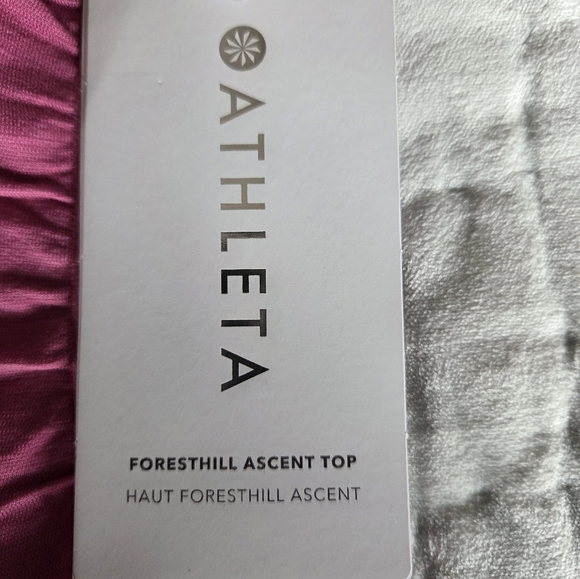 ATHLETA
FORESTHILL ASCENT TOP
HAUT FORESTHILL ASCENT